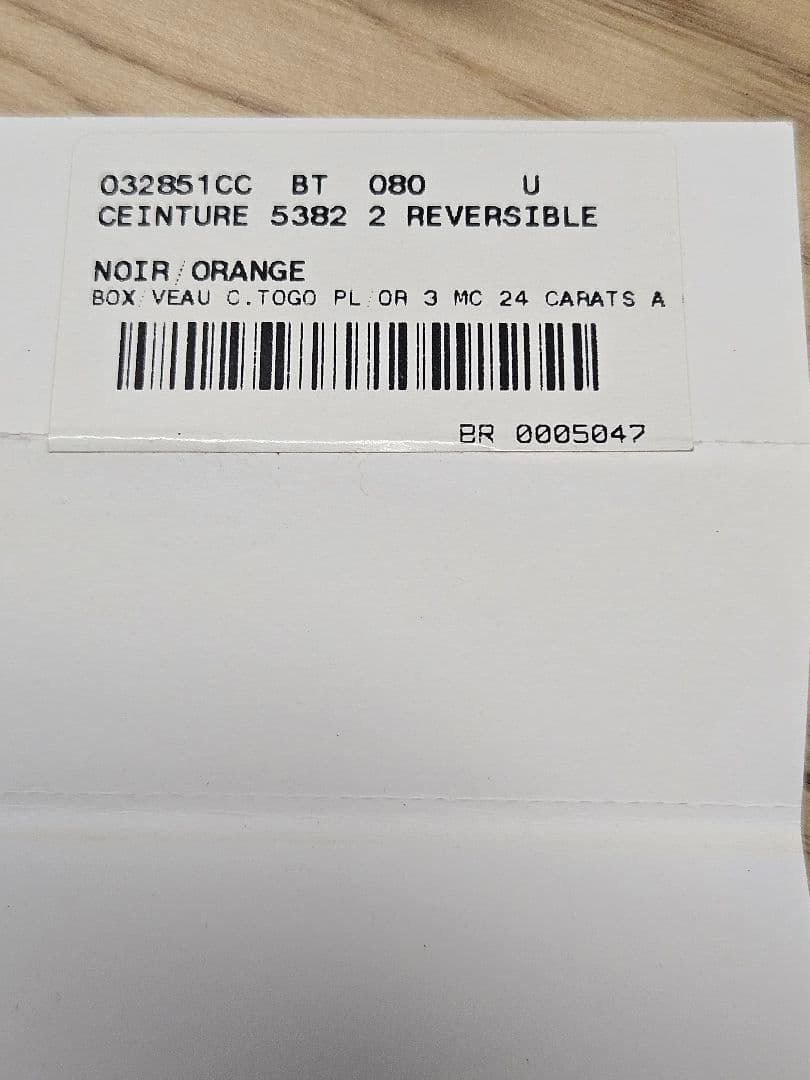 032851CC BT 080 U
CEINTURE 5382 2 REVERSIBLE
NOIR/ORANGE
BOX/VEAU C.TOGO PL/OR 3 MC 24 CARATS A
BR 0005047